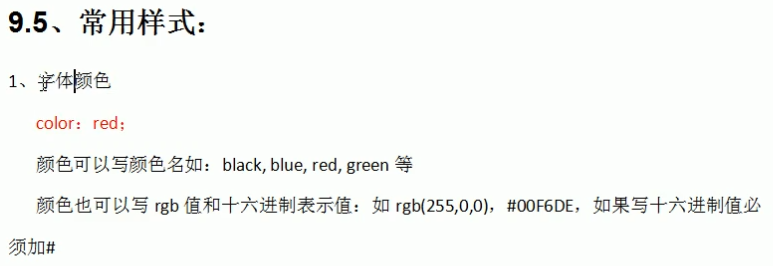 9.5、常用样式：
1、字体颜色
color：red；
颜色可以写颜色名如：black, blue, red, green 等
颜色也可以写 rgb 值和十六进制表示值：如 rgb(255,0,0)，#00F6DE，如果写十六进制值必
须加#